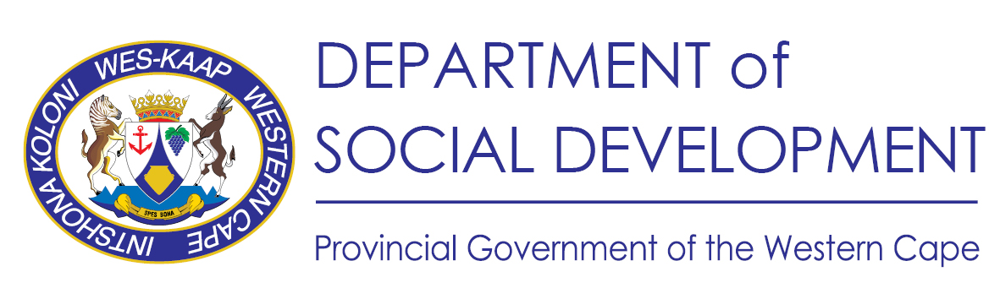 INTSHONA KOLONI WES-KAAP WESTERN CAPE
SPES BONA
DEPARTMENT of
SOCIAL DEVELOPMENT
Provincial Government of the Western Cape